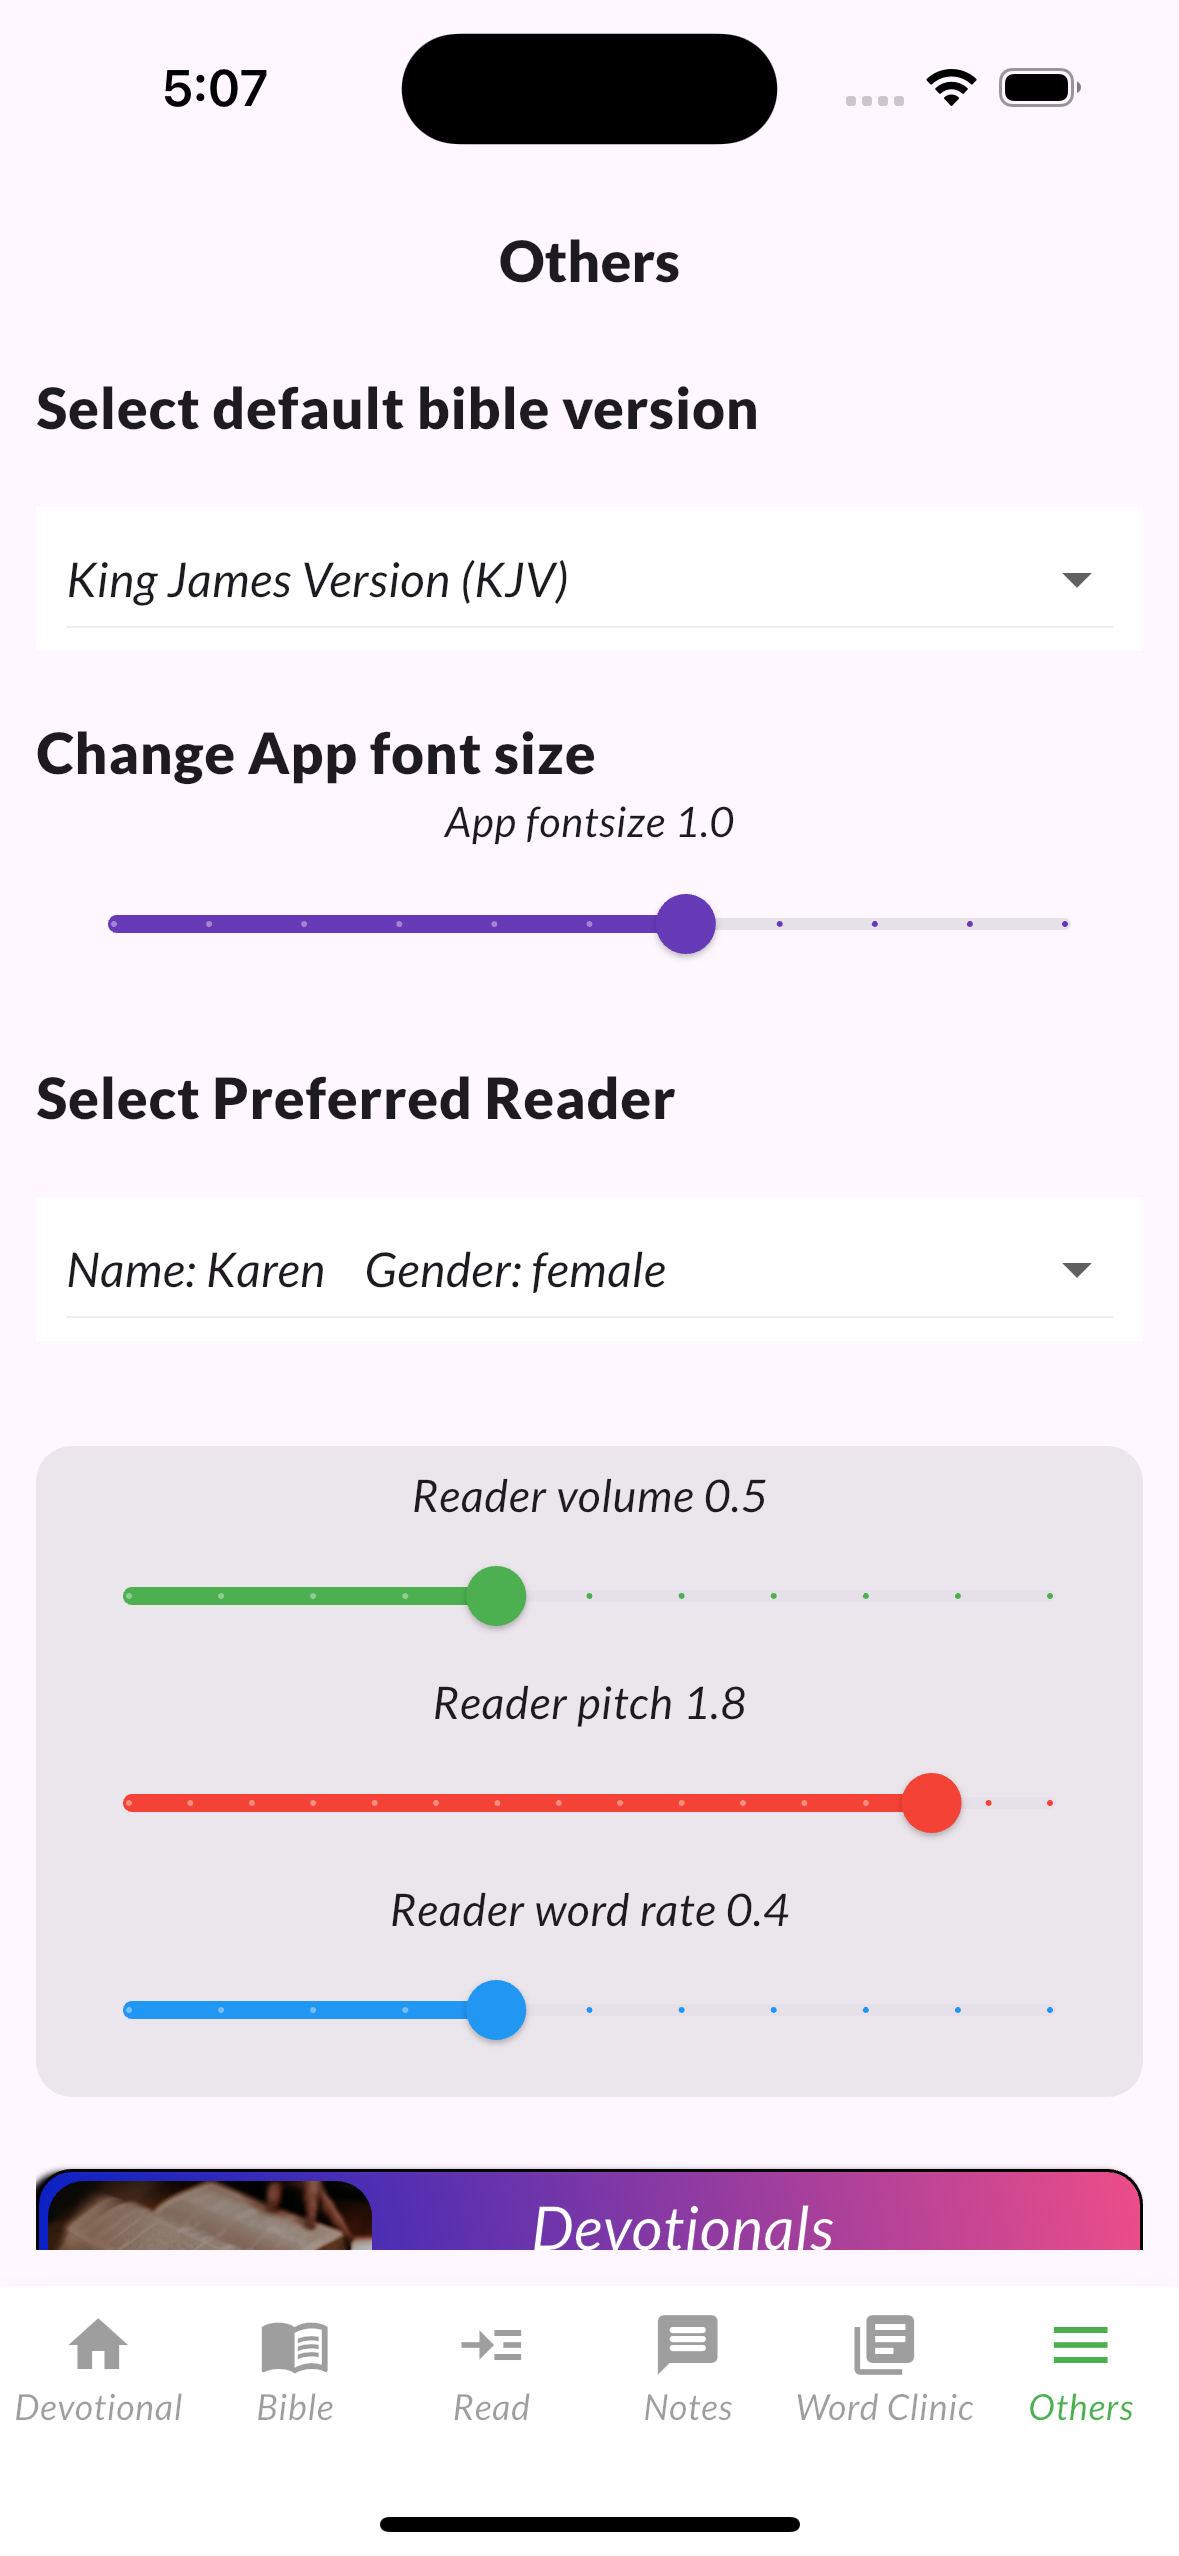 5:07
Others
Select default bible version
King James Version (KJV)
Change App font size
App fontsize 1.0
Select Preferred Reader
Name: Karen Gender: female
Reader volume 0.5
Reader pitch 1.8
Reader word rate 0.4
Devotionals
Devotional Bible Read Notes Word Clinic Others